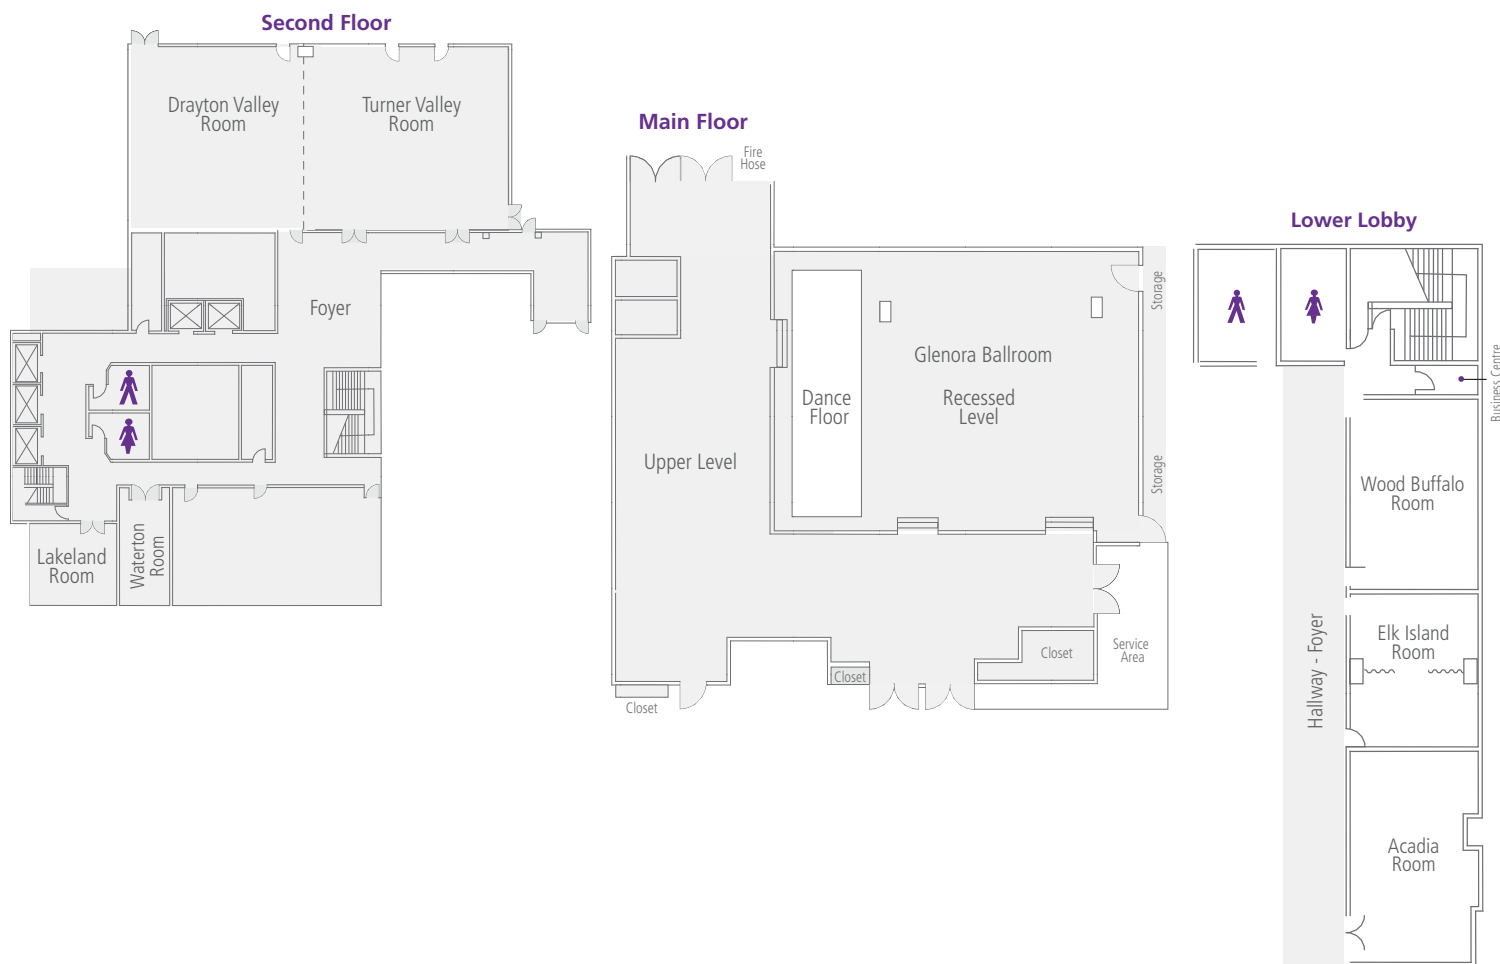 Second Floor
Drayton Valley
Room
Turner Valley
Room
Foyer
Lakeland
Room
Waterton
Room
Main Floor
Fire
Hose
Storage
Glenora Ballroom
Recessed
Level
Dance
Floor
Upper Level
Storage
Closet
Service
Area
Closet
Closet
Lower Lobby
Business Centre
Wood Buffalo
Room
Elk Island
Room
Hallway - Foyer
Acadia
Room